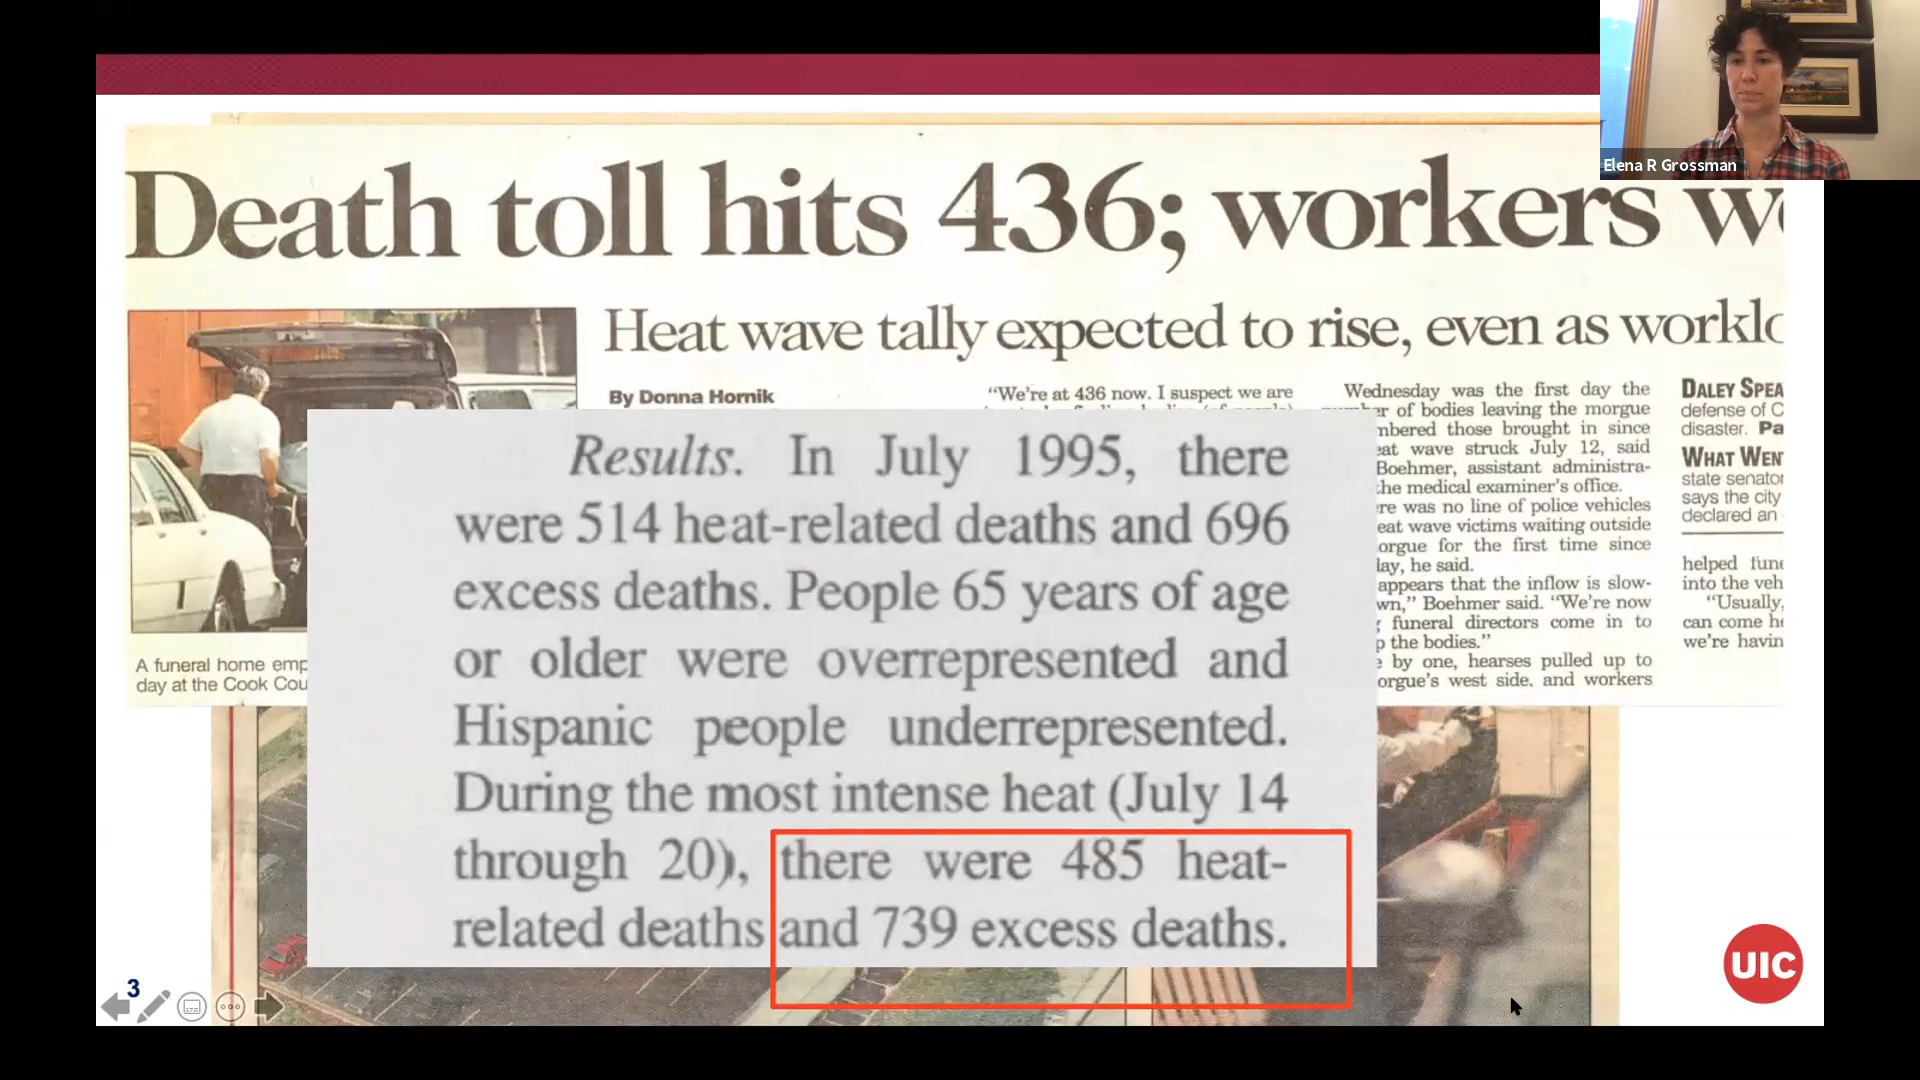 Elena R Grossman
Death toll hits 436; workers
Heat wave tally expected to rise, even as
By Donna Hornik
“We're at 436 now. I suspect we are
Wednesday was the first day the
of bodies leaving the morgue
those brought in since
wave struck July 12, said
Boehmer, assistant administra-
the medical examiner's office.
was no line of police vehicles
wave victims waiting outside
for the first time since
he said.
appears that the inflow is slow-
Boehmer said. “We're now
funeral directors come in to
the bodies.”
by one, hearses pulled up to
west side. and workers
DALEY
defense of
disaster.
WHAT
state
says the city
declared an
helped
into the
“Usually,
can come
we're
A funeral home
day at the Cook
Results. In July 1995, there
were 514 heat-related deaths and 696
excess deaths. People 65 years of age
or older were overrepresented and
Hispanic people underrepresented.
During the most intense heat (July 14
through 20), there were 485 heat-
related deaths and 739 excess deaths.
3
UIC